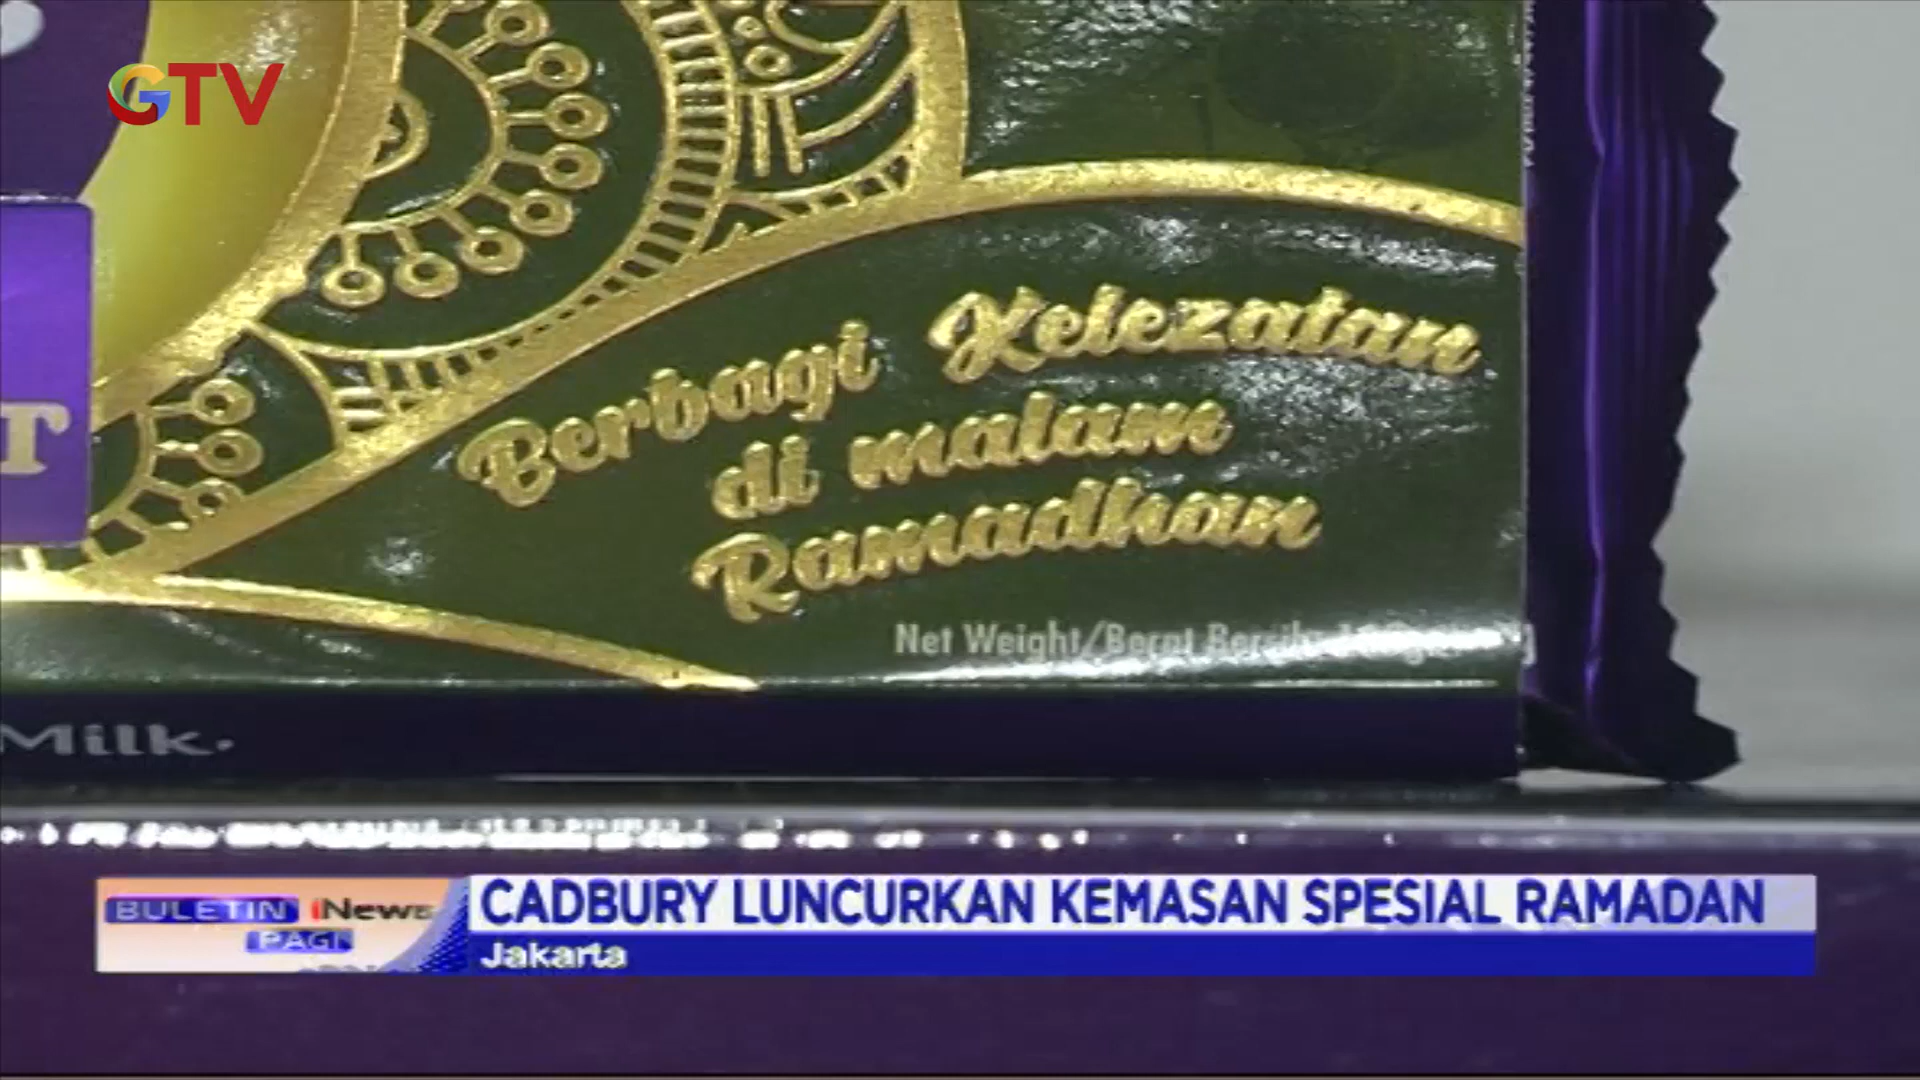 GTV
Berbagi Kelezatan
di malam
Ramadhan
Net Weight/Berat Bersih:
r
Milk.
BULETIN iNews
PAGI
CADBURY LUNCURKAN KEMASAN SPESIAL RAMADAN
Jakarta